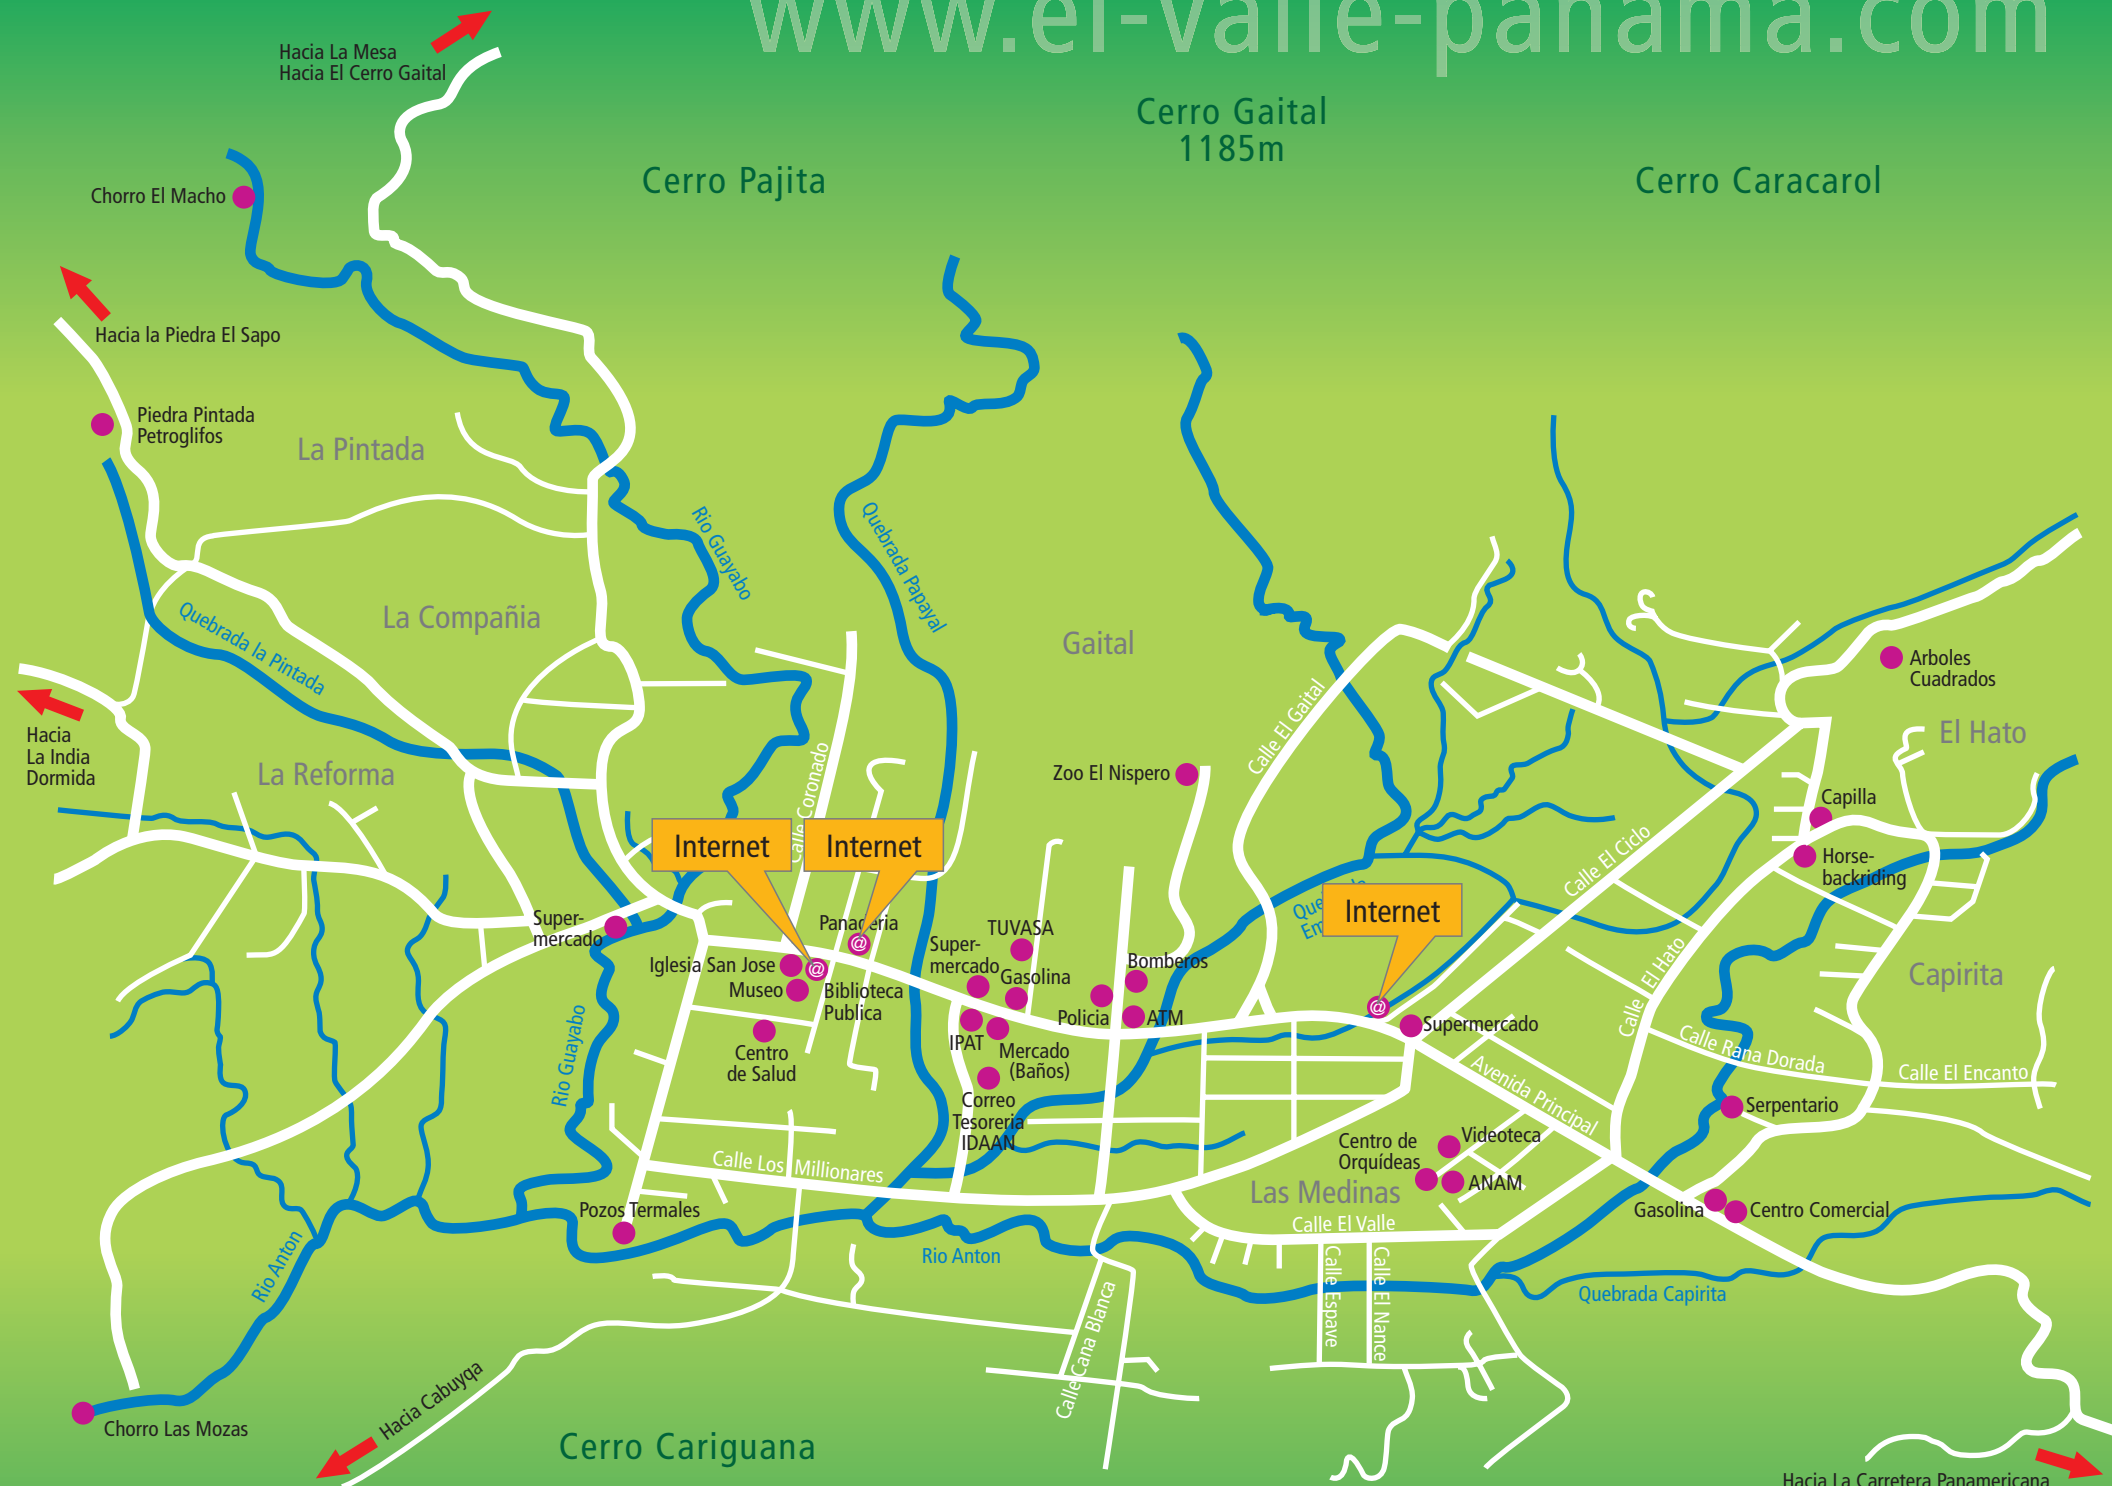 www.el-valle-panama.com
Hacia La Mesa
Hacia El Cerro Gaital
Cerro Gaital
1185m
Cerro Pajita
Cerro Caracarol
Chorro El Macho
Hacia la Piedra El Sapo
Piedra Pintada
Petroglifos
La Pintada
Rio Guayabo
Quebrada Papayal
La Compañia
Quebrada la Pintada
Gaital
Calle El Gaital
Arboles
Cuadrados
El Hato
Hacia
La India
Dormida
La Reforma
Calle Coronado
Zoo El Nispero
Capilla
Internet
Internet
Calle El Ciclo
Horse-
backriding
Internet
Super-
mercado
Panaderia
TUVASA
Super-
mercado
Gasolina
Bomberos
Iglesia San Jose
Museo
Biblioteca
Publica
Policia
ATM
Supermercado
Calle El Hato
Capirita
IPAT
Mercado
(Baños)
Centro
de Salud
Rio Guayabo
Correo
Tesoreria
IDAAN
Avenida Principal
Calle Rana Dorada
Calle El Encanto
Serpentario
Centro de
Orquídeas
Videoteca
ANAM
Las Medinas
Calle Los Millionares
Pozos Termales
Calle El Valle
Gasolina
Centro Comercial
Rio Anton
Rio Anton
Calle Espave
Calle El Nance
Quebrada Capirita
Calle Cana Blanca
Hacia Cabuyqa
Chorro Las Mozas
Cerro Cariguana
Hacia La Carretera Panamericana
@
@
@